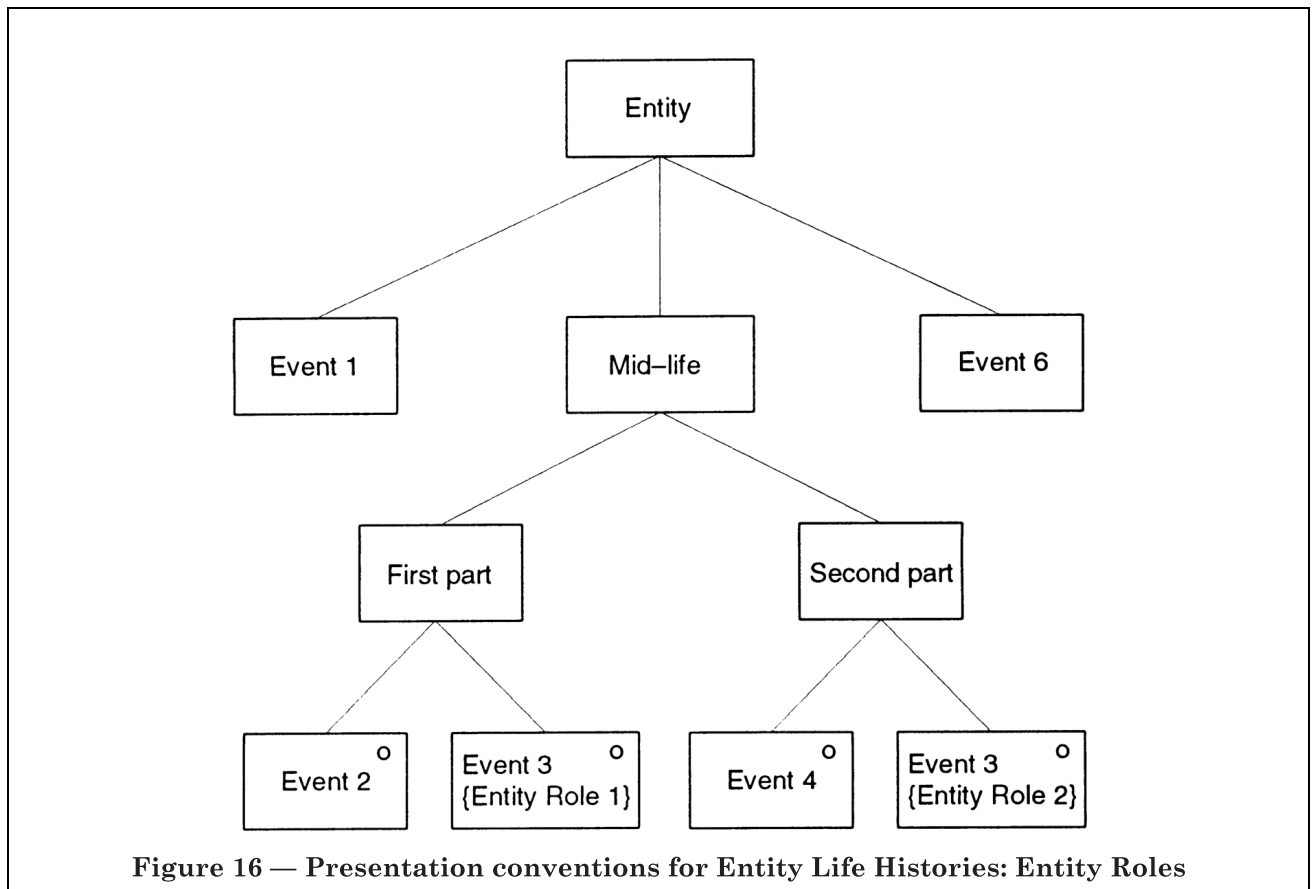 Entity
Event 1
Mid–life
Event 6
First part
Second part
o
Event 2
o
Event 3
{Entity Role 1}
o
Event 4
o
Event 3
{Entity Role 2}
Figure 16 — Presentation conventions for Entity Life Histories: Entity Roles